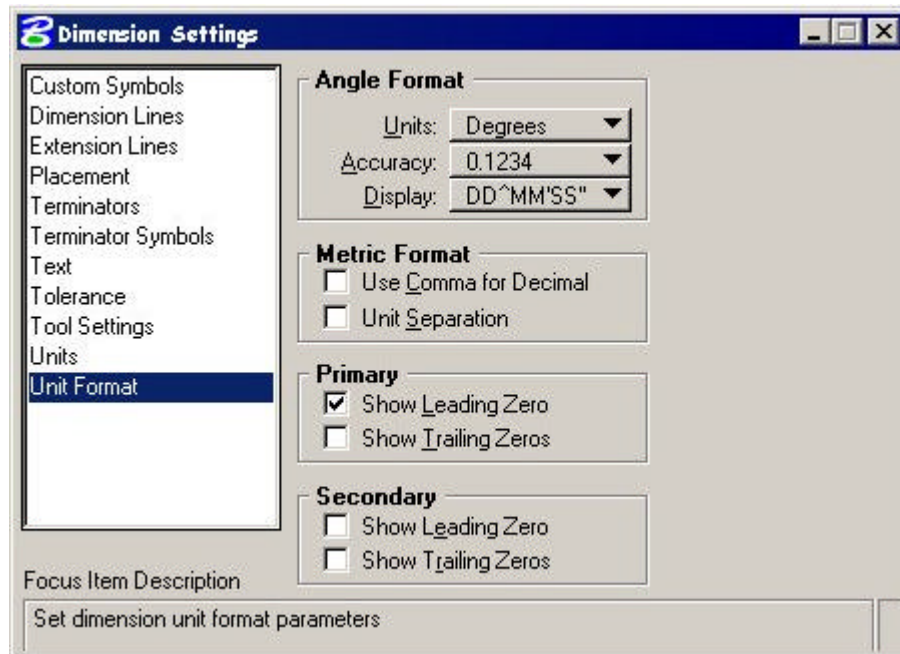 Dimension Settings
Custom Symbols
Dimension Lines
Extension Lines
Placement
Terminators
Terminator Symbols
Text
Tolerance
Tool Settings
Units
Unit Format
Angle Format
Units: Degrees
Accuracy: 0.1234
Display: DD^MM'SS"
Metric Format
Use Comma for Decimal
Unit Separation
Primary
Show Leading Zero
Show Trailing Zeros
Secondary
Show Leading Zero
Show Trailing Zeros
Focus Item Description
Set dimension unit format parameters